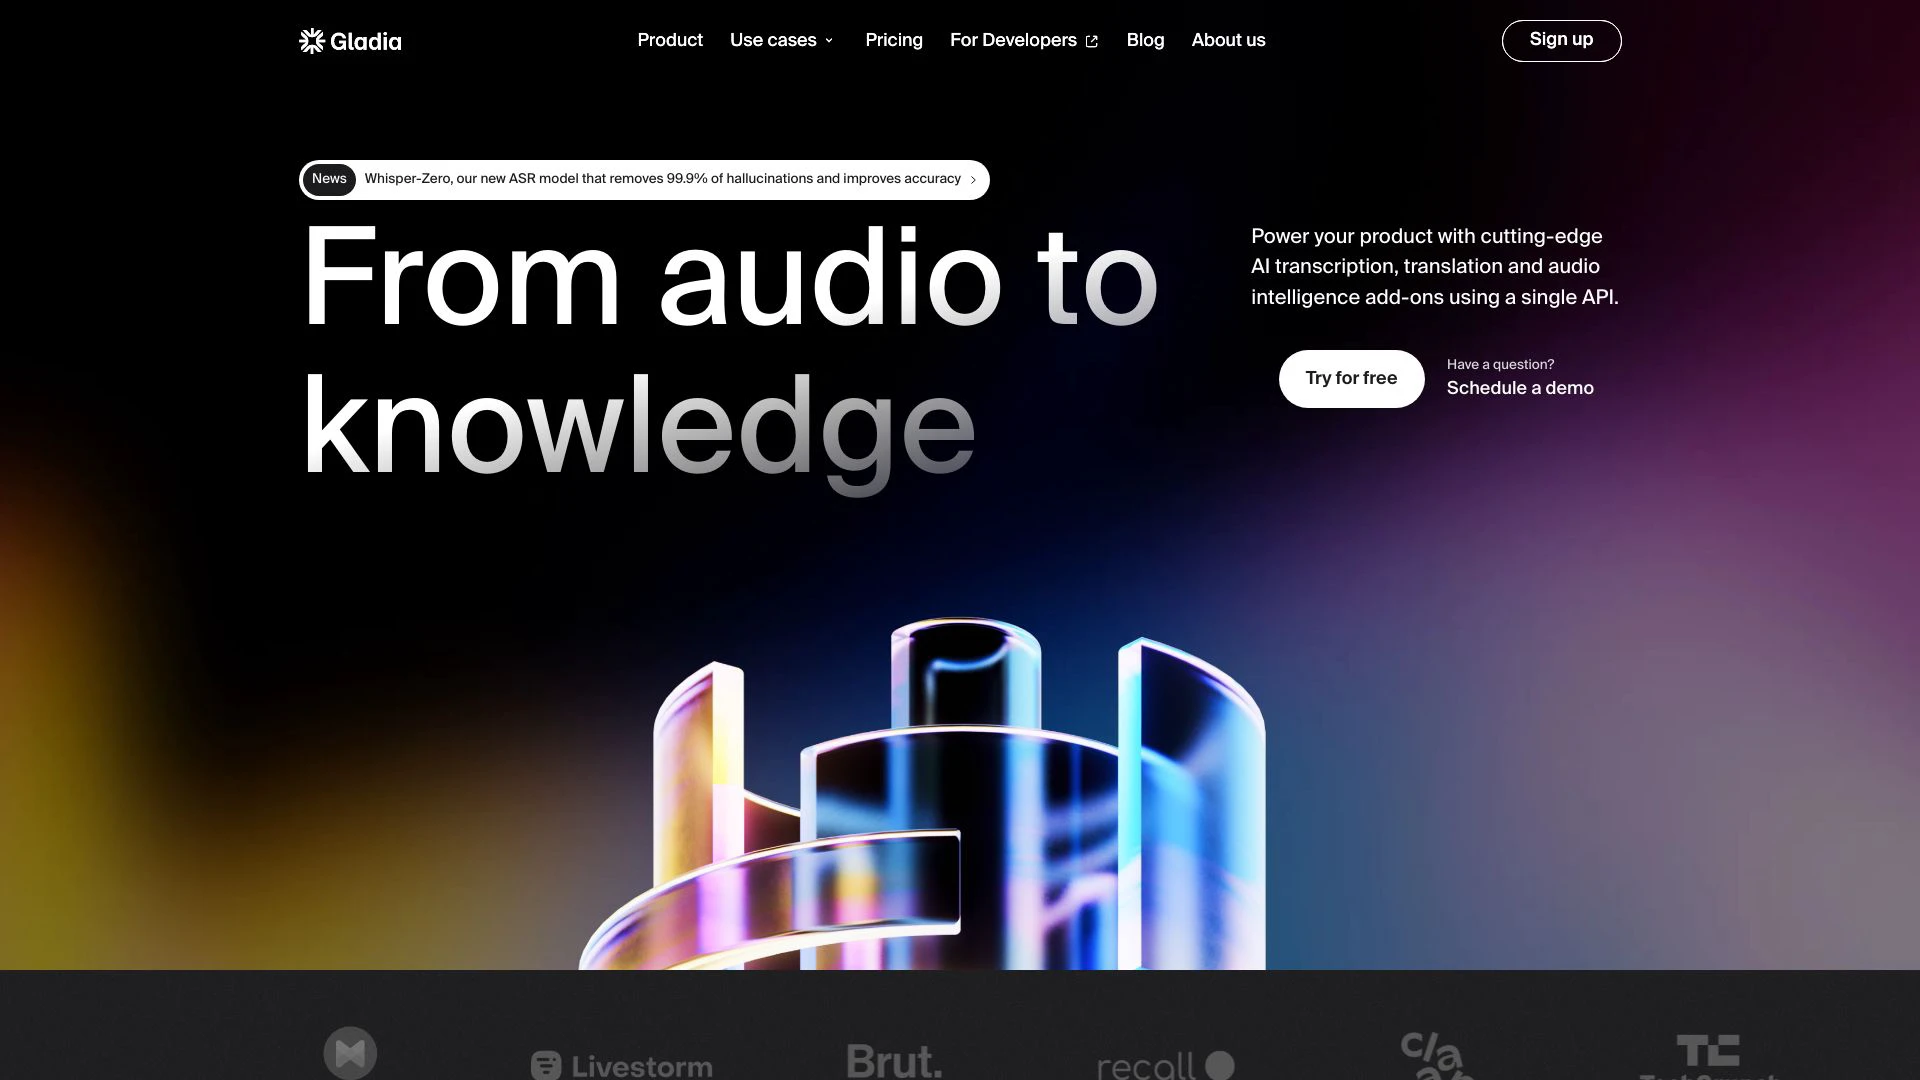 Gladia
Product
Use cases
Pricing
For Developers
Blog
About us
Sign up
News
Whisper-Zero, our new ASR model that removes 99.9% of hallucinations and improves accuracy
From audio to
knowledge
Power your product with cutting-edge
AI transcription, translation and audio
intelligence add-ons using a single API.
Try for free
Have a question?
Schedule a demo
Livestorm
Brut.
recall
TC